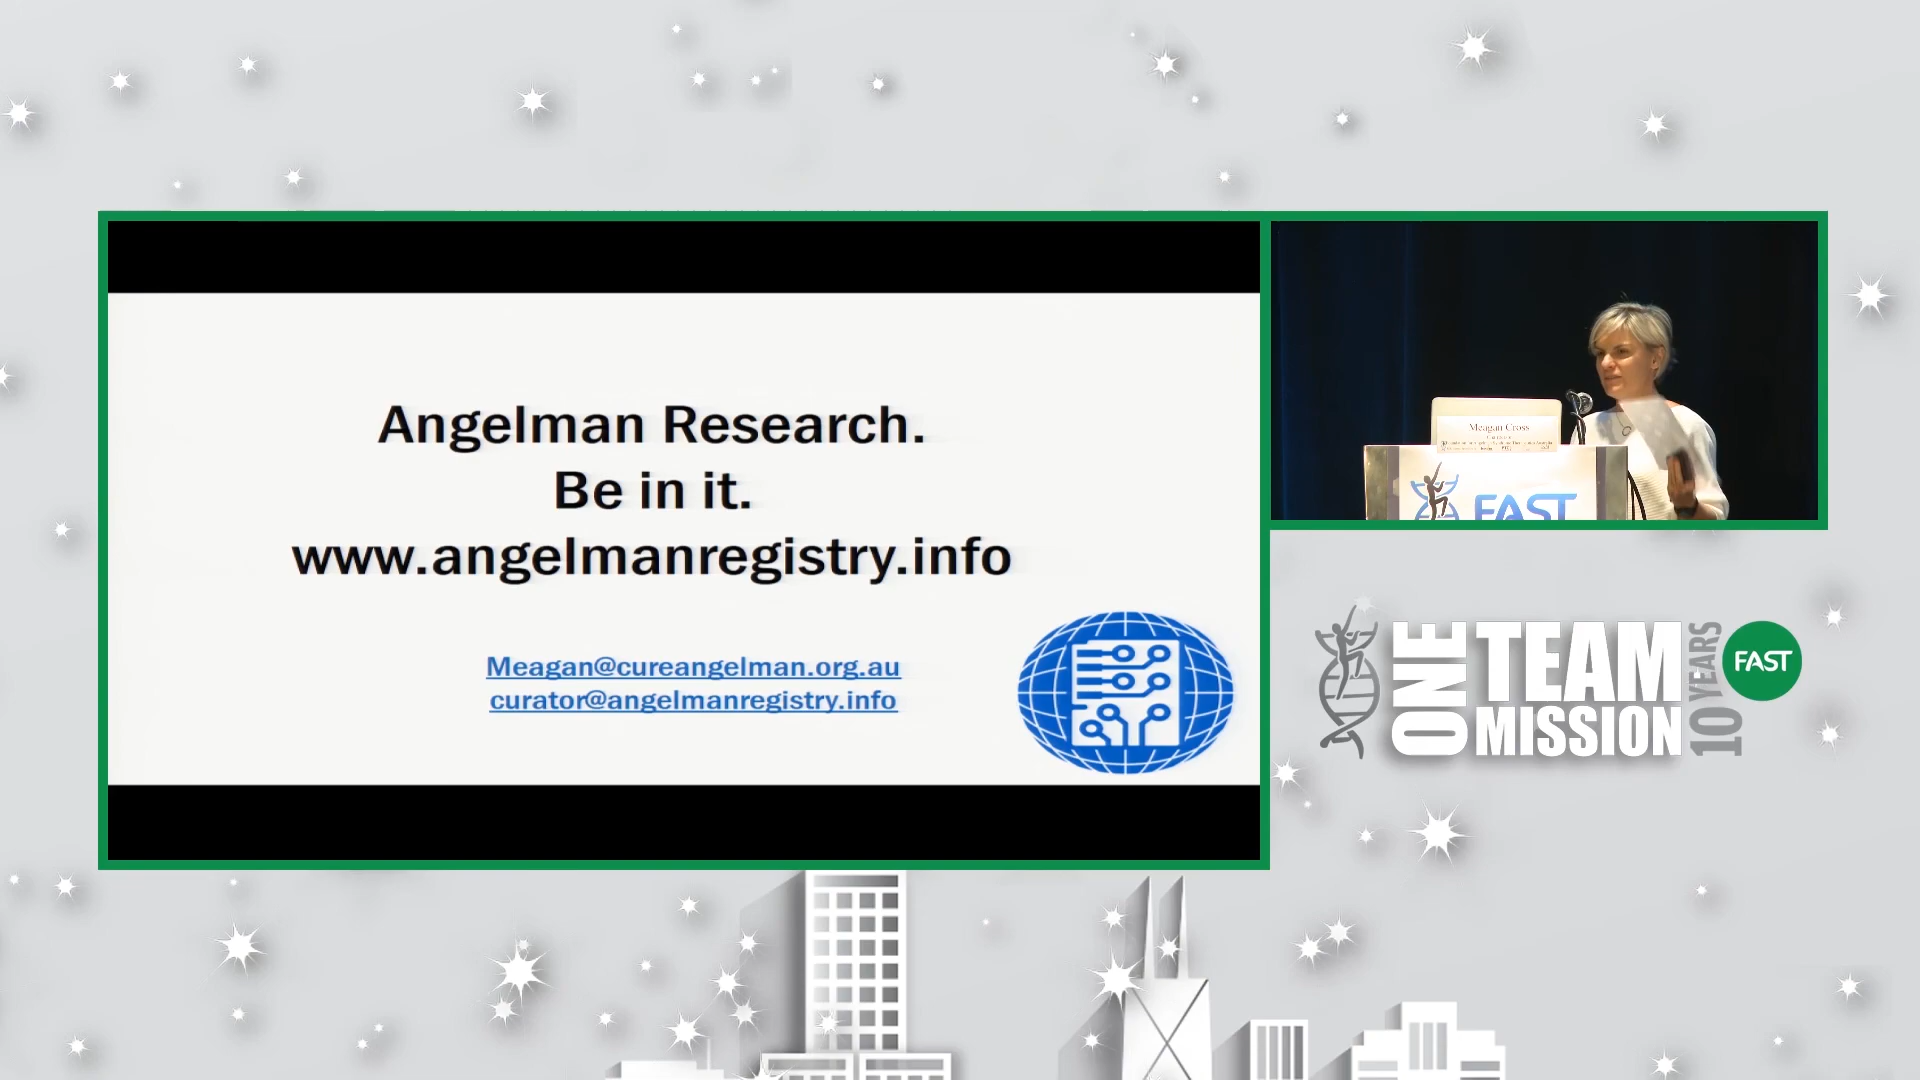 Angelman Research.
Be in it.
www.angelmanregistry.info
Meagan@cureangelman.org.au
curator@angelmanregistry.info
Meagan Cross
FAST
ONE
TEAM
MISSION
10 YEARS
FAST